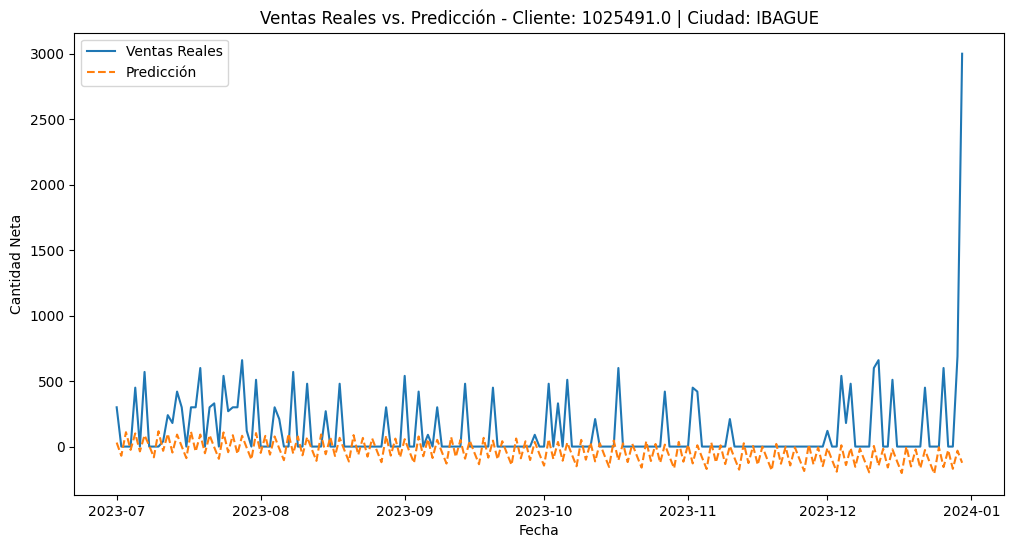 Ventas Reales vs. Predicción - Cliente: 1025491.0 | Ciudad: IBAGUE
Ventas Reales
Predicción
3000
2500
2000
1500
1000
500
0
Cantidad Neta
2023-07
2023-08
2023-09
2023-10
2023-11
2023-12
2024-01
Fecha